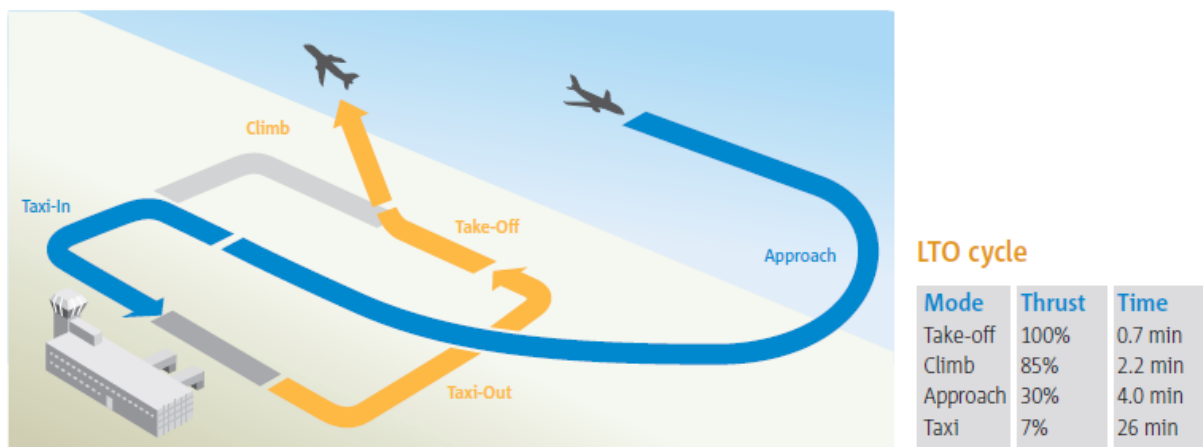 Climb
Taxi-In
Take-Off
Approach
Taxi-Out
LTO cycle
Mode Thrust Time
Take-off 100% 0.7 min
Climb 85% 2.2 min
Approach 30% 4.0 min
Taxi 7% 26 min